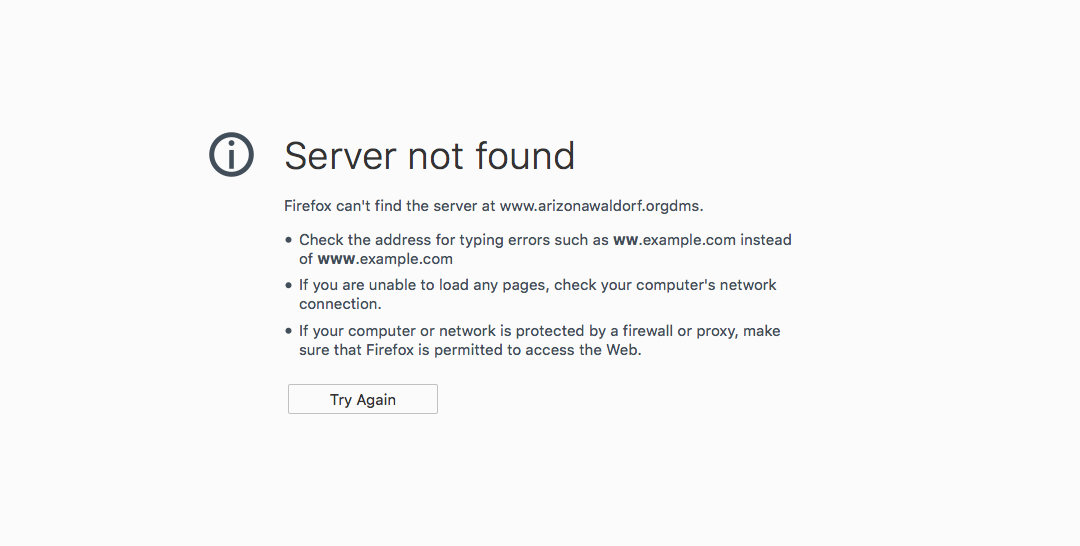 Server not found
Firefox can't find the server at www.arizonawaldorf.orgdms.
• Check the address for typing errors such as ww.example.com instead
of www.example.com
• If you are unable to load any pages, check your computer's network
connection.
• If your computer or network is protected by a firewall or proxy, make
sure that Firefox is permitted to access the Web.
Try Again